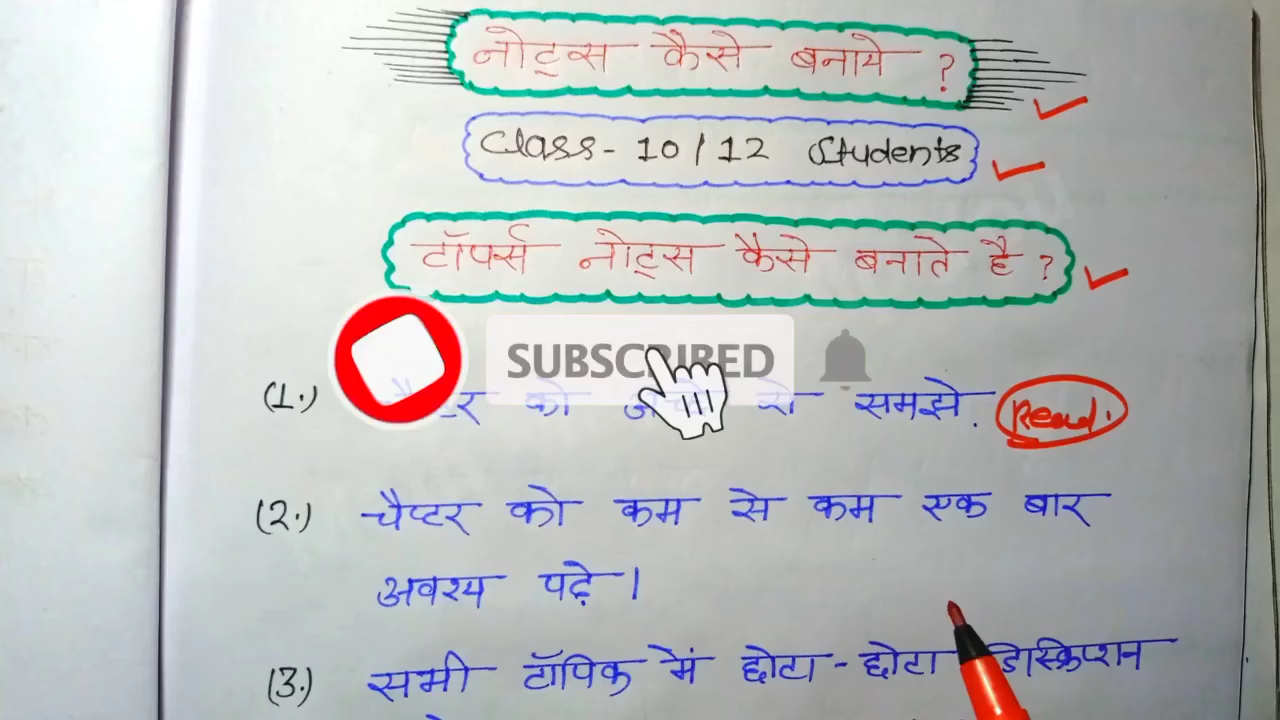 नोट्स कैसे बनाये ?
Class - 10 / 12 Students
टॉपर्स नोट्स कैसे बनाते है ?
SUBSCRIBED
(1.) को से समझे. Read.
(2.) चैप्टर को कम से कम एक बार
अवश्य पढ़े ।
(3.) सभी टॉपिक में छोटा - छोटा डिस्क्रिप्शन